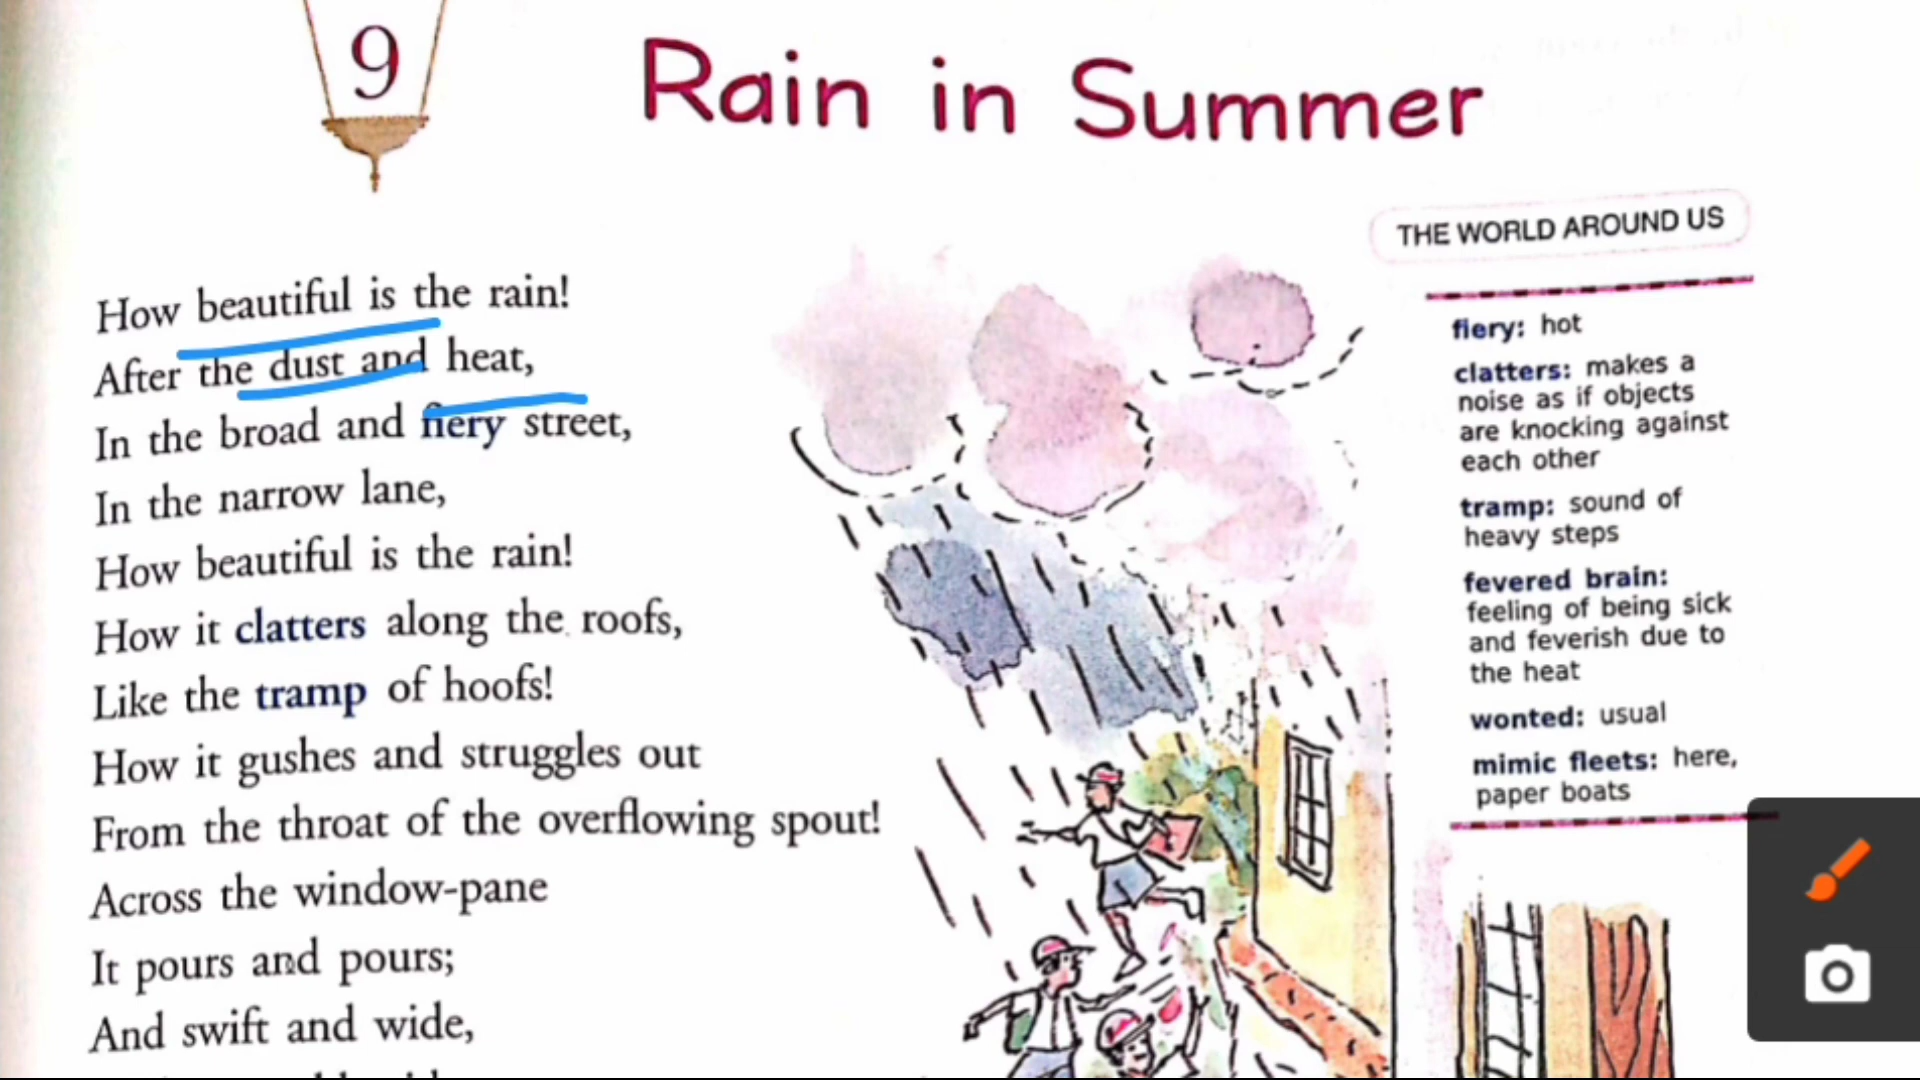 9
Rain in Summer
How beautiful is the rain!
After the dust and heat,
In the broad and fiery street,
In the narrow lane,
How beautiful is the rain!
How it clatters along the roofs,
Like the tramp of hoofs!
How it gushes and struggles out
From the throat of the overflowing spout!
Across the window-pane
It pours and pours;
And swift and wide,
THE WORLD AROUND US
fiery: hot
clatters: makes a
noise as if objects
are knocking against
each other
tramp: sound of
heavy steps
fevered brain:
feeling of being sick
and feverish due to
the heat
wonted: usual
mimic fleets: here,
paper boats